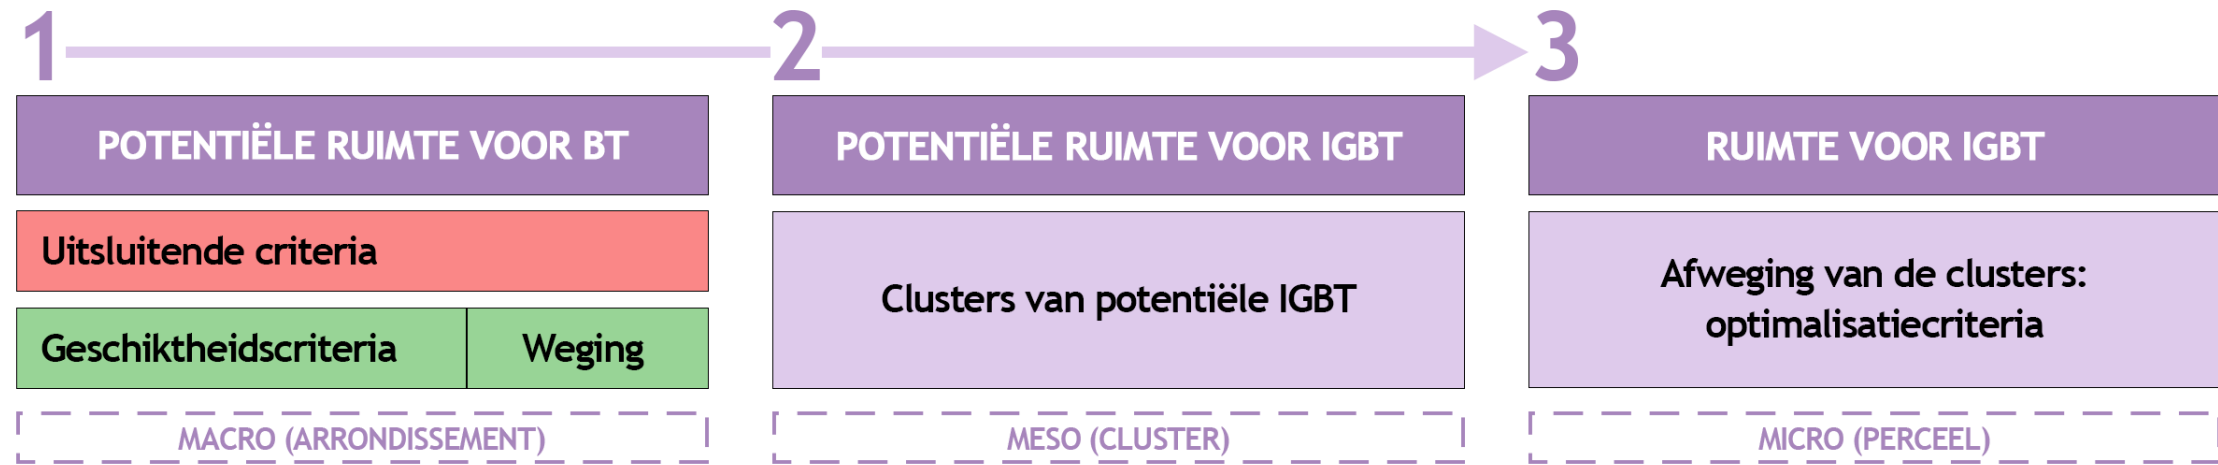 1
2
3
POTENTIËLE RUIMTE VOOR BT
Uitsluitende criteria
Geschiktheidscriteria
Weging
MACRO (ARRONDISSEMENT)
POTENTIËLE RUIMTE VOOR IGBT
Clusters van potentiële IGBT
MESO (CLUSTER)
RUIMTE VOOR IGBT
Afweging van de clusters:
optimalisatiecriteria
MICRO (PERCEEL)